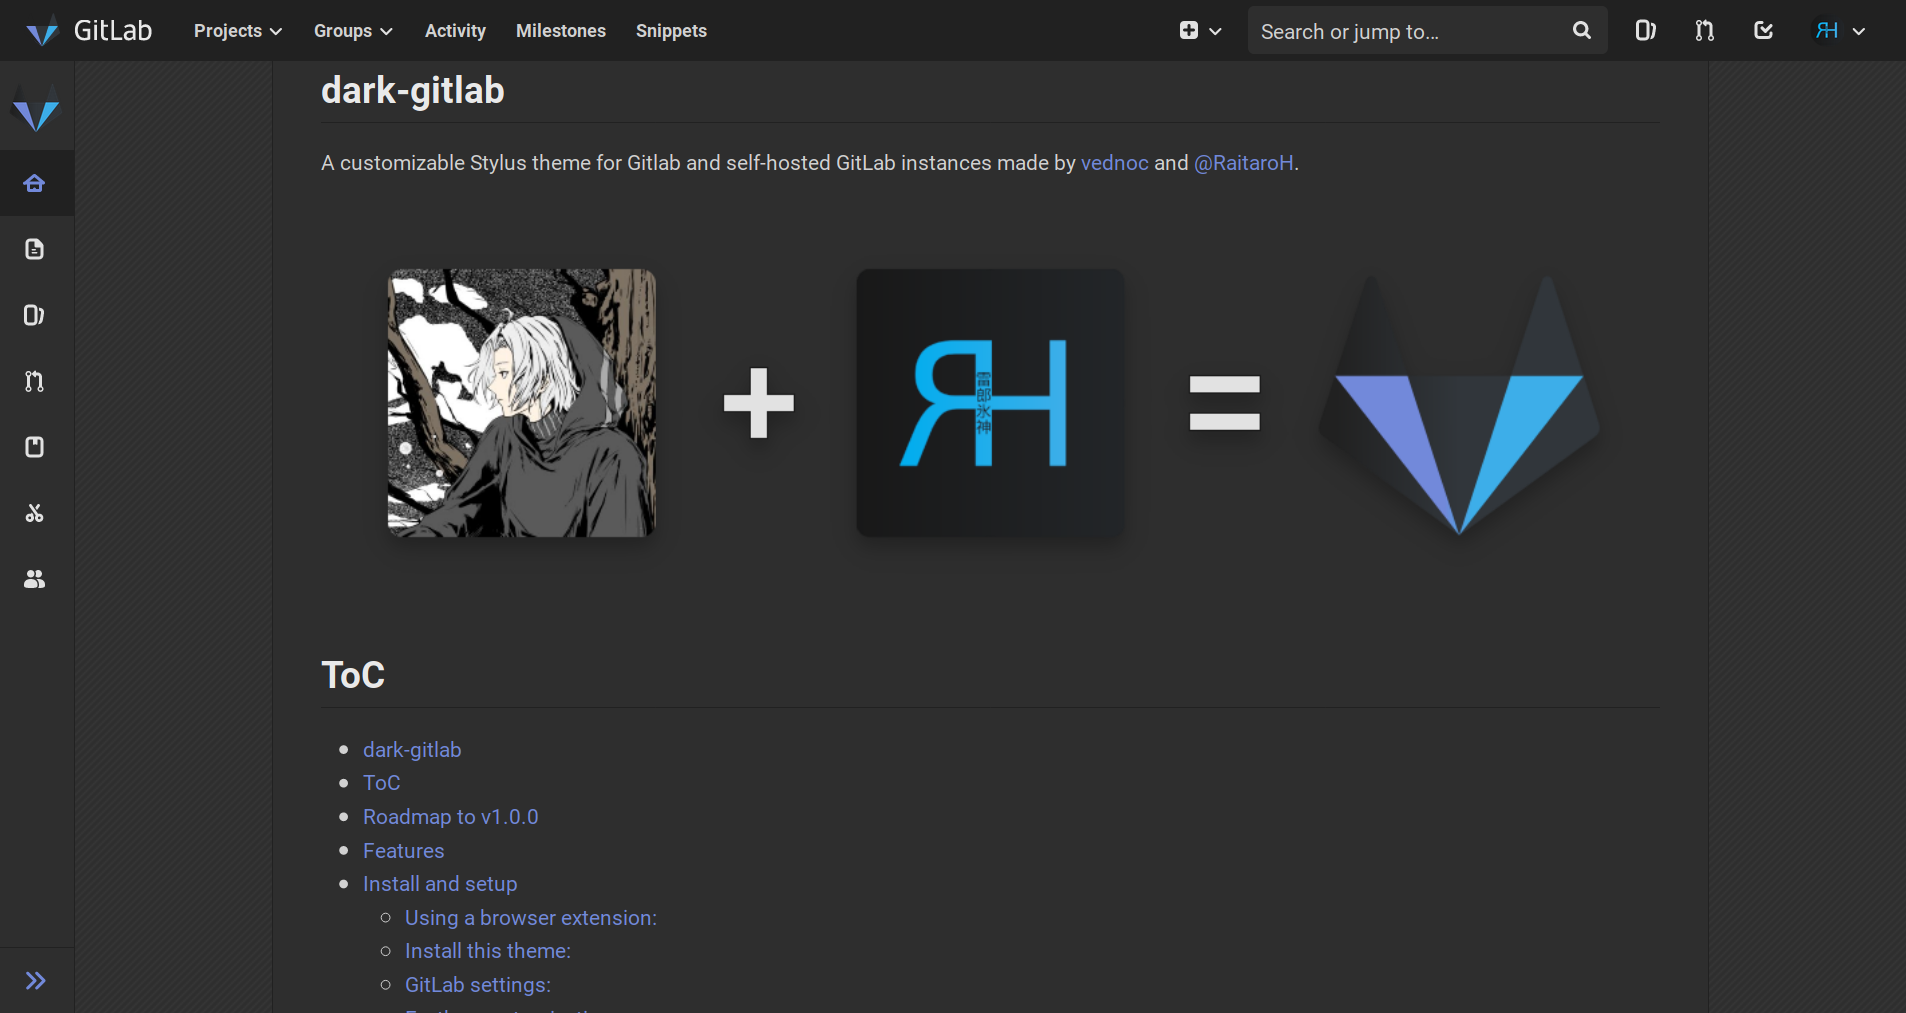 GitLab Projects Groups Activity Milestones Snippets Search or jump to... ЯH
dark-gitlab
A customizable Stylus theme for Gitlab and self-hosted GitLab instances made by vednoc and @RaitaroH.
ЯH
雷
郎
氷
神
ToC
dark-gitlab
ToC
Roadmap to v1.0.0
Features
Install and setup
Using a browser extension:
Install this theme:
GitLab settings: